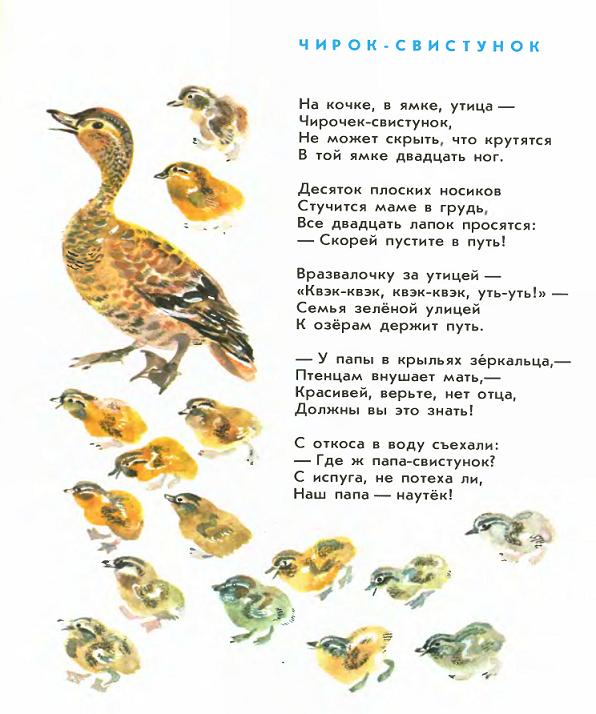 ЧИРОК-СВИСТУНОК
На кочке, в ямке, утица —
Чирочек-свистунок,
Не может скрыть, что крутятся
В той ямке двадцать ног.
Десяток плоских носиков
Стучится маме в грудь,
Все двадцать лапок просятся:
— Скорей пустите в путь!
Вразвалочку за утицей —
«Квэк-квэк, квэк-квэк, уть-уть!» —
Семья зелёной улицей
К озёрам держит путь.
— У папы в крыльях зе́ркальца,—
Птенцам внушает мать,—
Красивей, верьте, нет отца,
Должны вы это знать!
С откоса в воду съехали:
— Где ж папа-свистунок?
С испуга, не потеха ли,
Наш папа — наутёк!